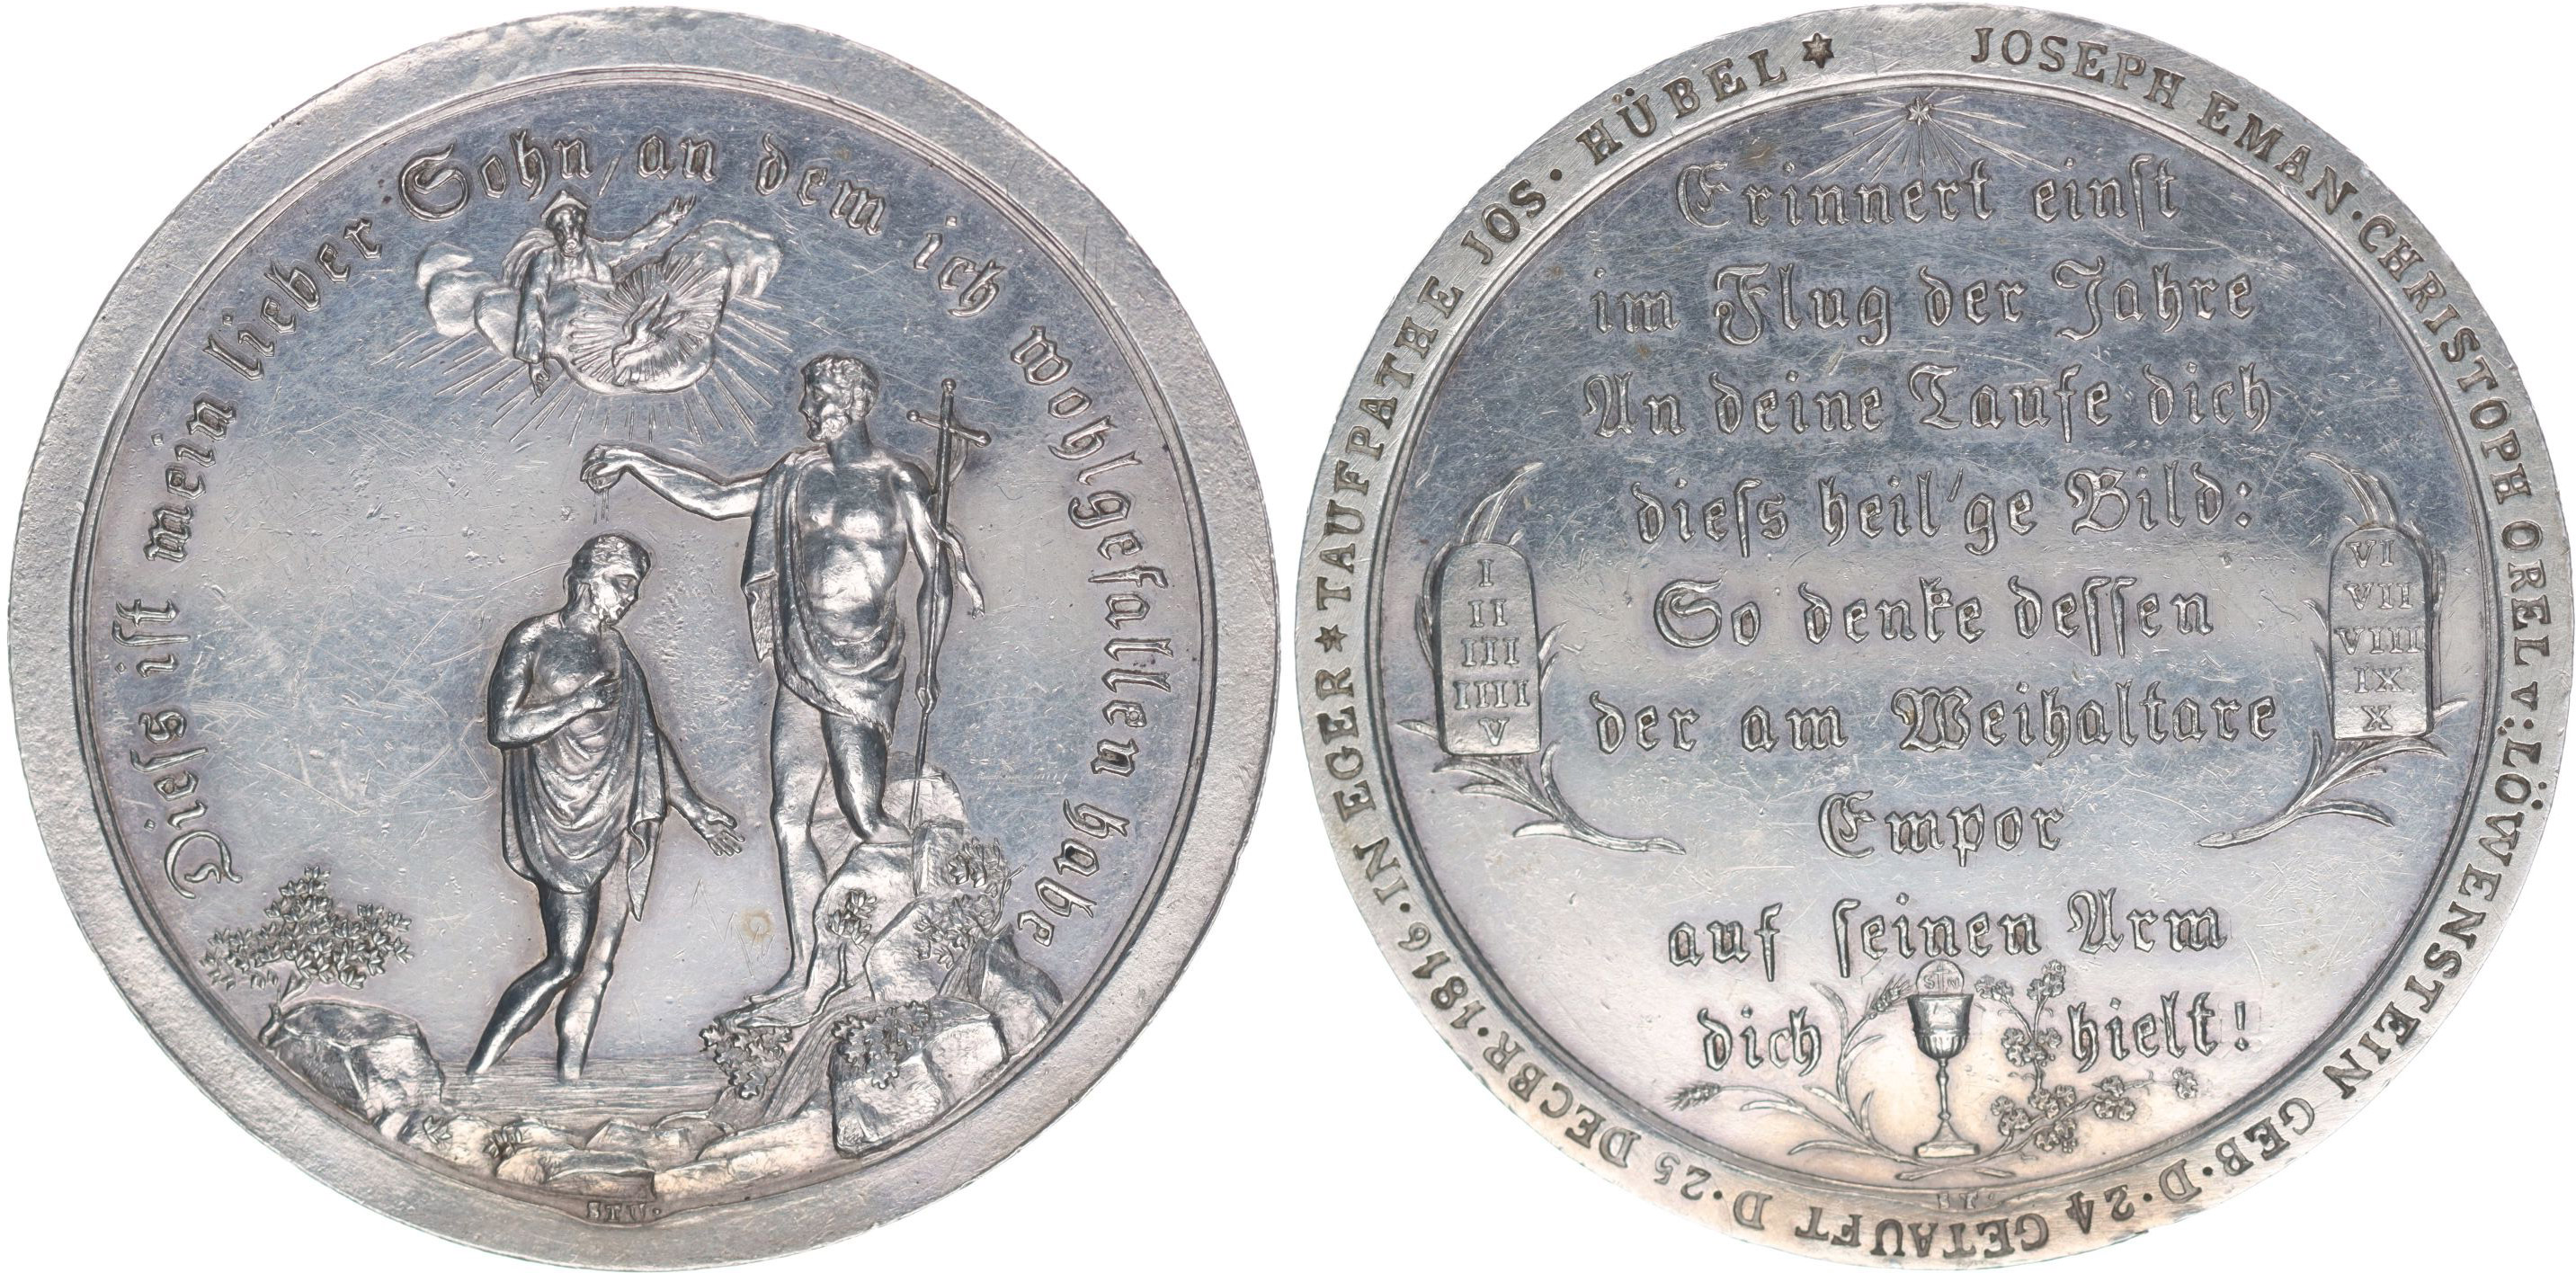 Dieſs iſt mein lieber Sohn, an dem ich wohlgefallen habe
STU.
JOSEPH EMAN·CHRISTOPH OREL v: LÖWENSTEIN GEB·D·24 GETAUFT D·25 DECBR·1816·IN EGER * TAUFPATHE JOS·HÜBEL *
Erinnert einſt
im Flug der Jahre
An deine Taufe dich
dieſs heil'ge Bild:
So denke deſſen
der am Weihaltare
Empor
auf ſeinen Arm
dich hielt!
I
II
III
IIII
V
VI
VII
VIII
IX
X